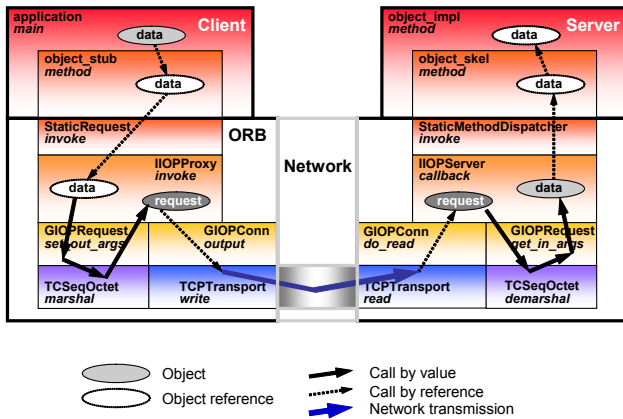 application
main
Client
data
object_stub
method
data
StaticRequest
invoke
ORB
IIOPProxy
invoke
data
request
GIOPRequest
set_out_args
GIOPConn
output
TCSeqOctet
marshal
TCPTransport
write
Network
object_impl
method
Server
data
object_skel
method
data
StaticMethodDispatcher
invoke
IIOPServer
callback
data
request
GIOPConn
do_read
GIOPRequest
get_in_args
TCPTransport
read
TCSeqOctet
demarshal
Object
Object reference
Call by value
Call by reference
Network transmission